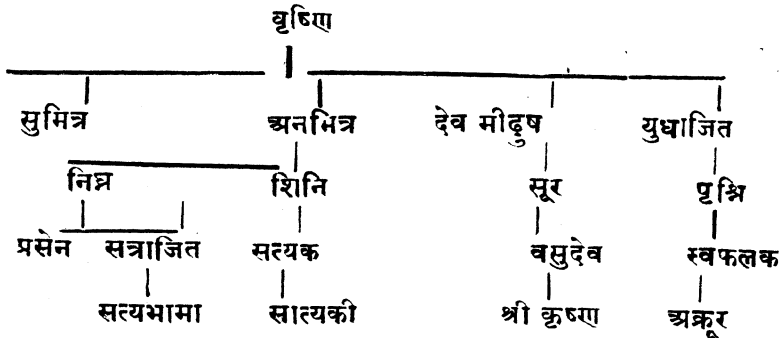 वृष्णि
सुमित्र अनमित्र देव मीढुष युधाजित
निघ्न शिनि सूर पृश्नि
प्रसेन सत्राजित सत्यक वसुदेव स्वफलक
सत्यभामा सात्यकी श्री कृष्ण अक्रूर